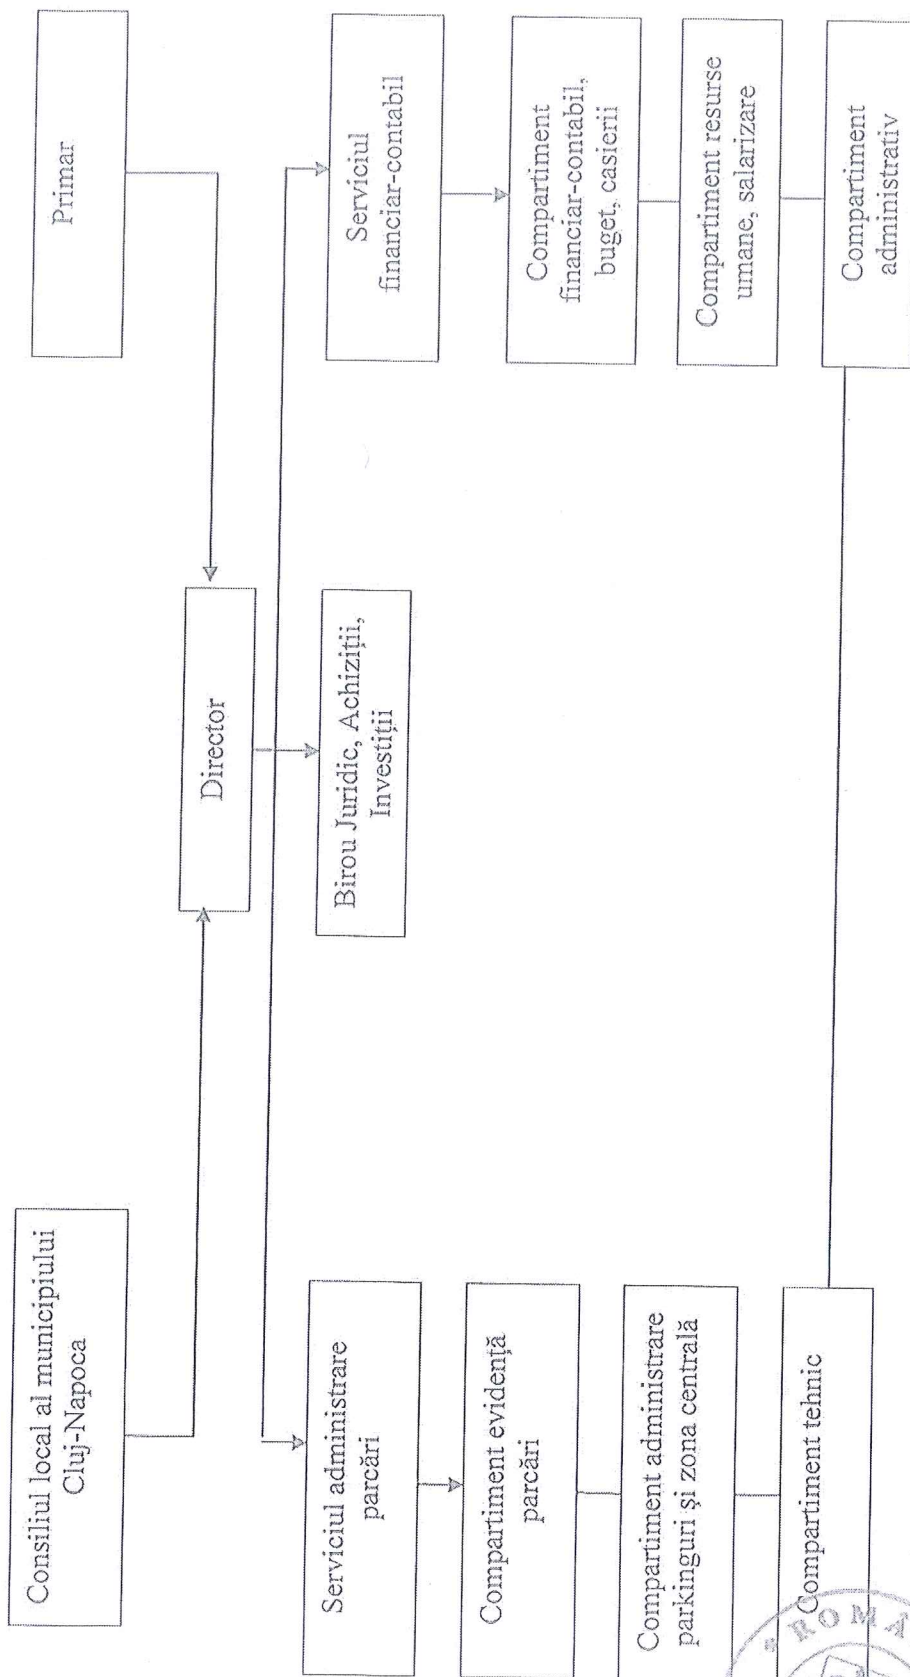 Consiliul local al municipiului
Cluj-Napoca
Primar
Director
Serviciul administrare
parcări
Birou Juridic, Achiziții,
Investiții
Serviciul
financiar-contabil
Compartiment evidență
parcări
Compartiment
financiar-contabil,
buget, casierii
Compartiment administrare
parkinguri și zona centrală
Compartiment resurse
umane, salarizare
Compartiment tehnic
Compartiment
administrativ
ROMÂ